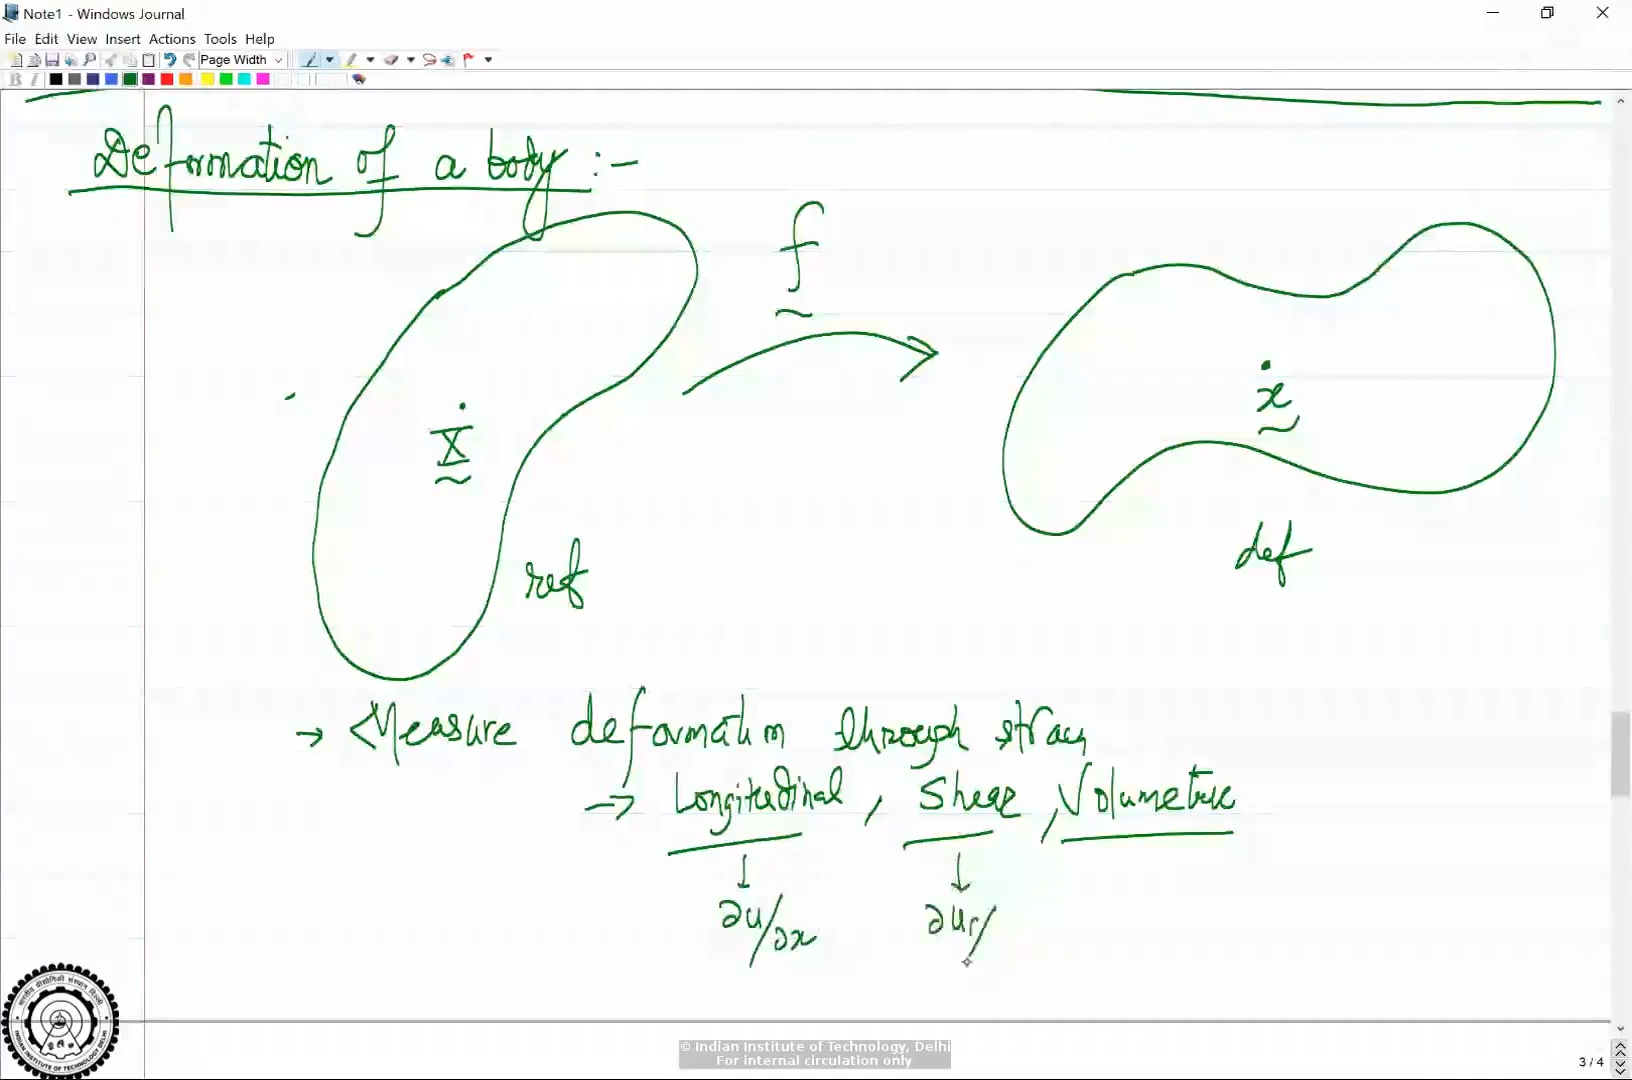 Note1 - Windows Journal
File Edit View Insert Actions Tools Help
Page Width
B I
Deformation of a body :-
f
X
x
ref
def
→ Measure deformation through strain
→ Longitudinal, Shear, Volumetric
↓ ↓
∂u/∂x ∂u₁/
© Indian Institute of Technology, Delhi
For internal circulation only
3 / 4